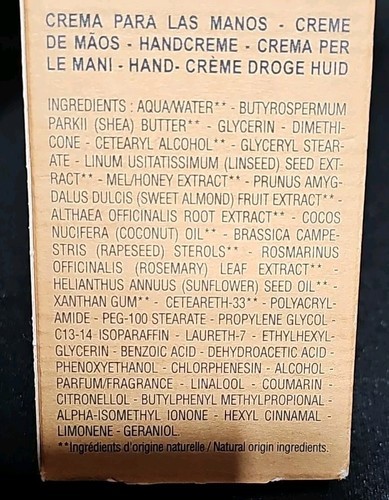 CREMA PARA LAS MANOS - CREME
DE MÃOS - HANDCREME - CREMA PER
LE MANI - HAND- CRÈME DROGE HUID
INGREDIENTS : AQUA/WATER** - BUTYROSPERMUM
PARKII (SHEA) BUTTER** - GLYCERIN - DIMETHI-
CONE - CETEARYL ALCOHOL** - GLYCERYL STEAR-
ATE - LINUM USITATISSIMUM (LINSEED) SEED EXT-
RACT** - MEL/HONEY EXTRACT** - PRUNUS AMYG-
DALUS DULCIS (SWEET ALMOND) FRUIT EXTRACT** -
ALTHAEA OFFICINALIS ROOT EXTRACT** - COCOS
NUCIFERA (COCONUT) OIL** - BRASSICA CAMPE-
STRIS (RAPESEED) STEROLS** - ROSMARINUS
OFFICINALIS (ROSEMARY) LEAF EXTRACT** -
HELIANTHUS ANNUUS (SUNFLOWER) SEED OIL** -
XANTHAN GUM** - CETEARETH-33** - POLYACRYL-
AMIDE - PEG-100 STEARATE - PROPYLENE GLYCOL -
C13-14 ISOPARAFFIN - LAURETH-7 - ETHYLHEXYL-
GLYCERIN - BENZOIC ACID - DEHYDROACETIC ACID -
PHENOXYETHANOL - CHLORPHENESIN - ALCOHOL -
PARFUM/FRAGRANCE - LINALOOL - COUMARIN -
CITRONELLOL - BUTYLPHENYL METHYLPROPIONAL -
ALPHA-ISOMETHYL IONONE - HEXYL CINNAMAL -
LIMONENE - GERANIOL.
**Ingrédients d'origine naturelle / Natural origin ingredients.